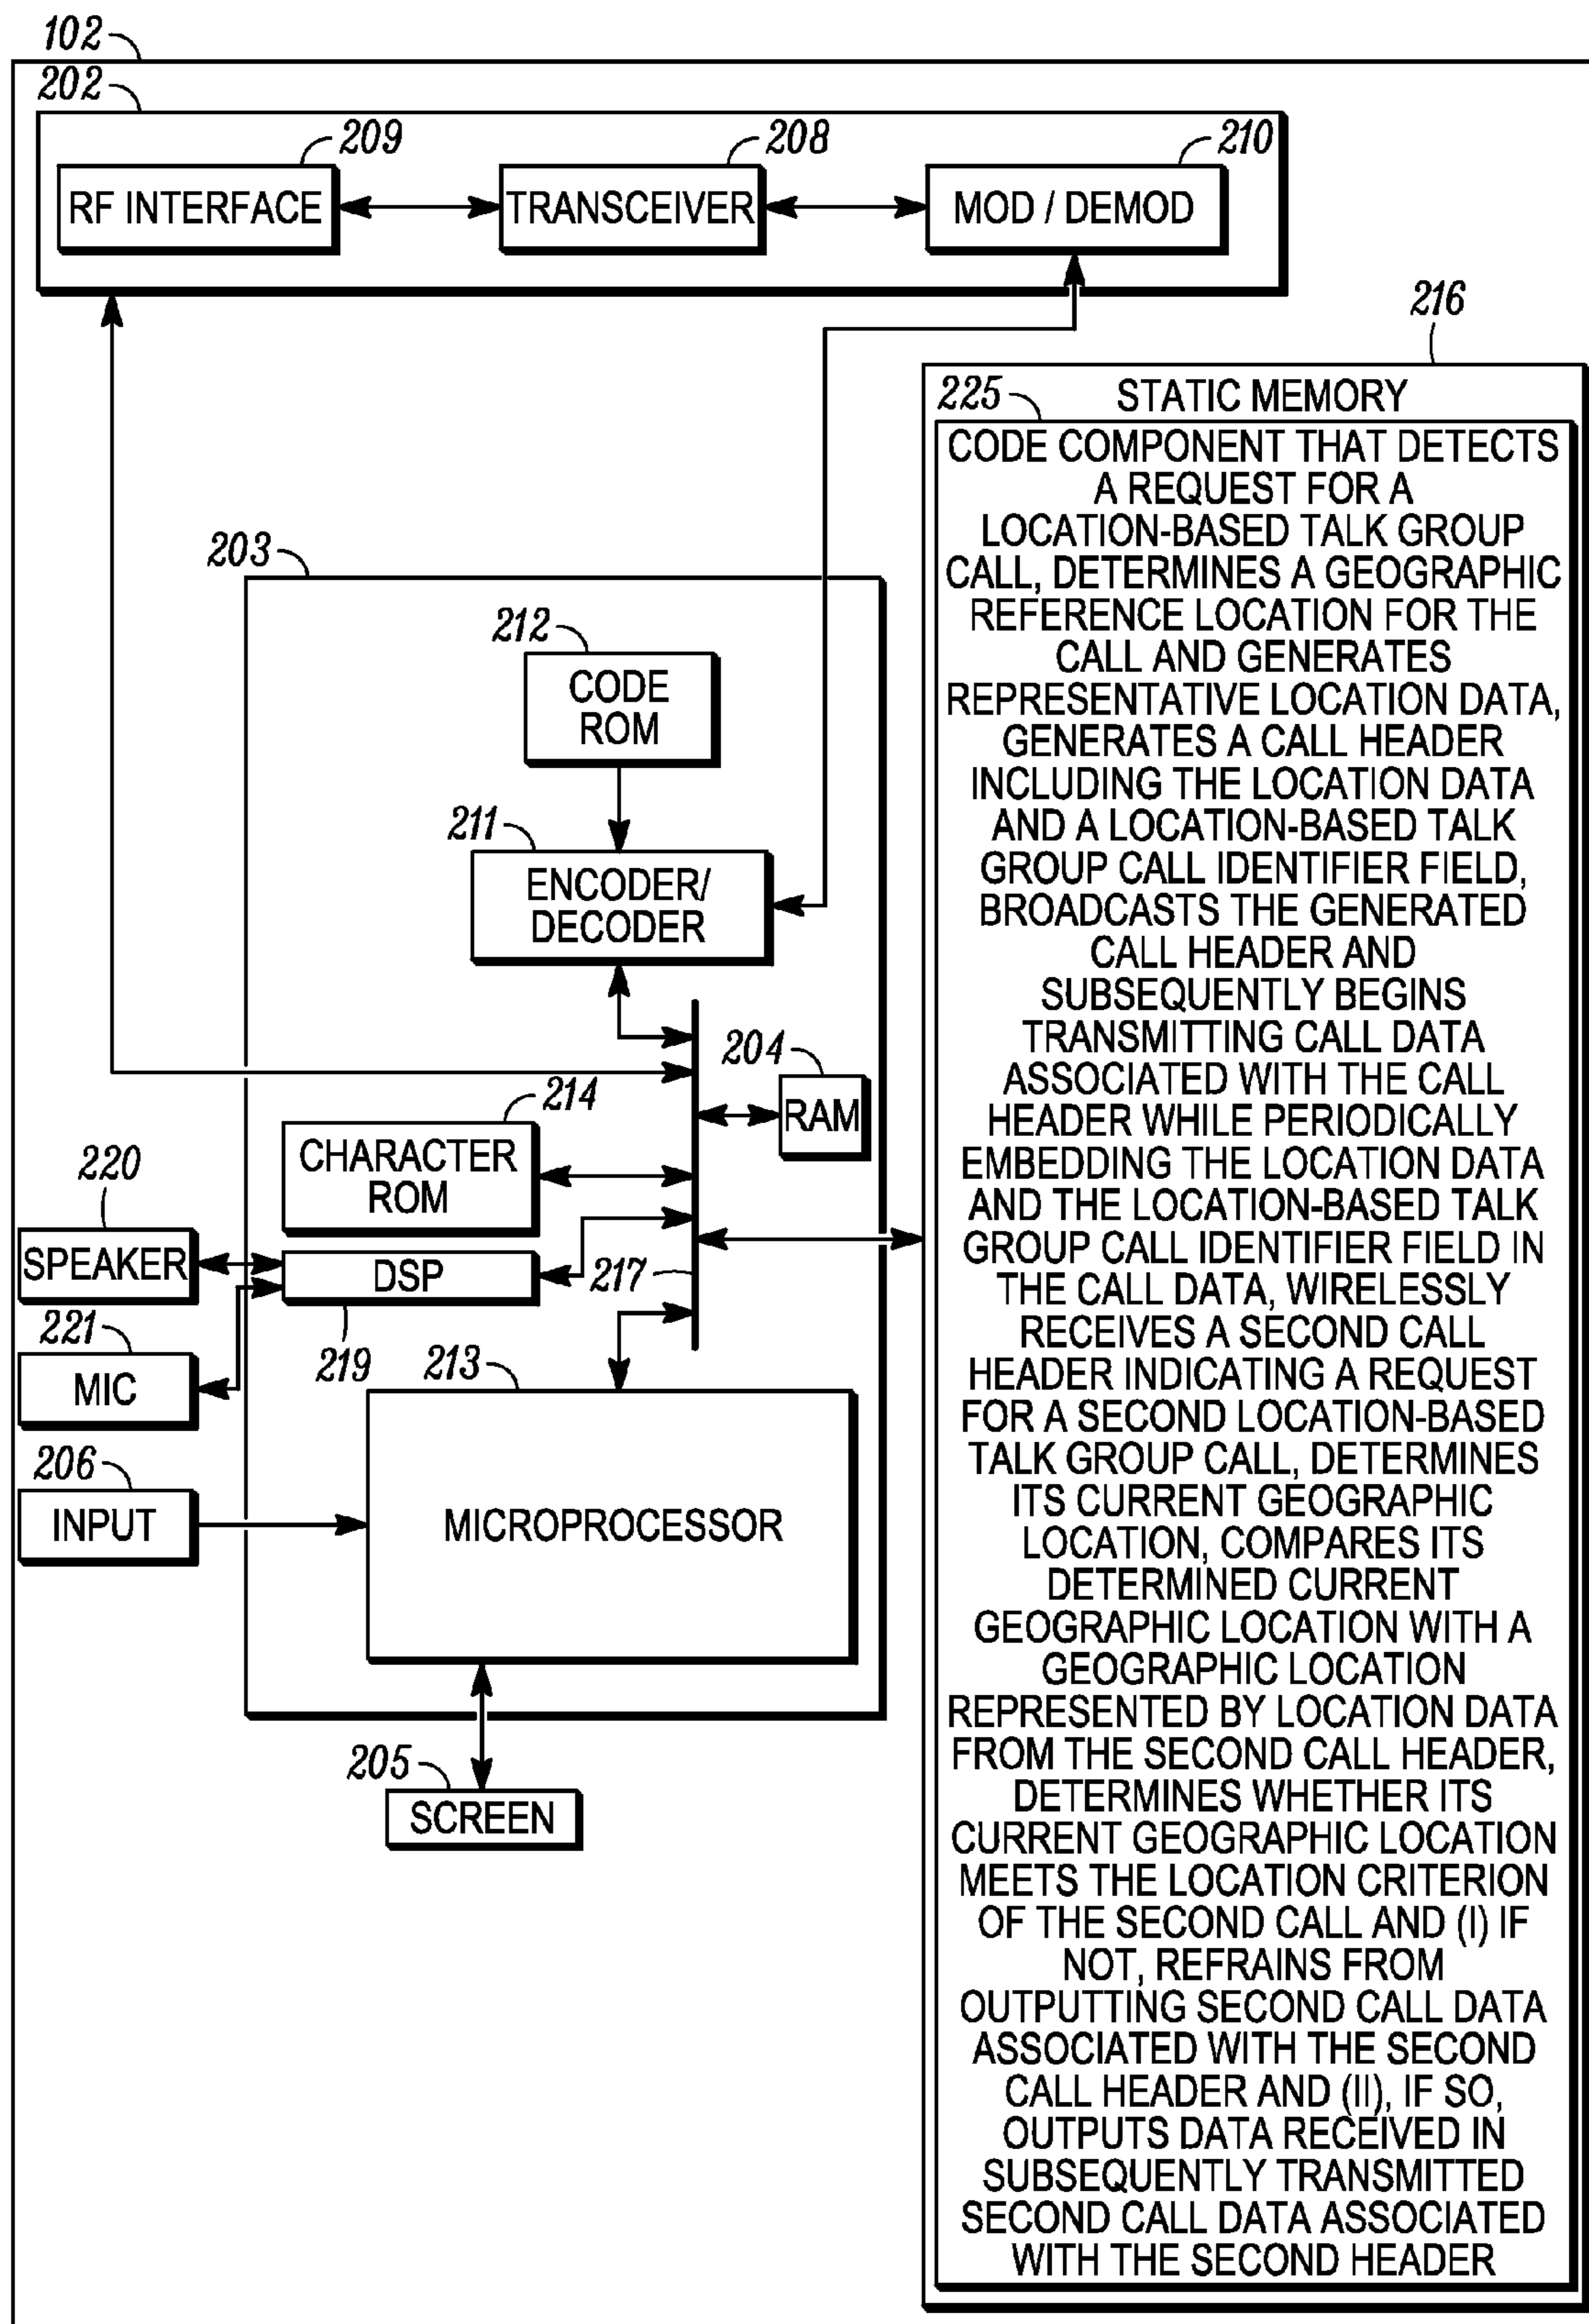 102
202
209
208
210
RF INTERFACE
TRANSCEIVER
MOD / DEMOD
216
225
STATIC MEMORY
CODE COMPONENT THAT DETECTS
A REQUEST FOR A
LOCATION-BASED TALK GROUP
CALL, DETERMINES A GEOGRAPHIC
REFERENCE LOCATION FOR THE
CALL AND GENERATES
REPRESENTATIVE LOCATION DATA,
GENERATES A CALL HEADER
INCLUDING THE LOCATION DATA
AND A LOCATION-BASED TALK
GROUP CALL IDENTIFIER FIELD,
BROADCASTS THE GENERATED
CALL HEADER AND
SUBSEQUENTLY BEGINS
TRANSMITTING CALL DATA
ASSOCIATED WITH THE CALL
HEADER WHILE PERIODICALLY
EMBEDDING THE LOCATION DATA
AND THE LOCATION-BASED TALK
GROUP CALL IDENTIFIER FIELD IN
THE CALL DATA, WIRELESSLY
RECEIVES A SECOND CALL
HEADER INDICATING A REQUEST
FOR A SECOND LOCATION-BASED
TALK GROUP CALL, DETERMINES
ITS CURRENT GEOGRAPHIC
LOCATION, COMPARES ITS
DETERMINED CURRENT
GEOGRAPHIC LOCATION WITH A
GEOGRAPHIC LOCATION
REPRESENTED BY LOCATION DATA
FROM THE SECOND CALL HEADER,
DETERMINES WHETHER ITS
CURRENT GEOGRAPHIC LOCATION
MEETS THE LOCATION CRITERION
OF THE SECOND CALL AND (I) IF
NOT, REFRAINS FROM
OUTPUTTING SECOND CALL DATA
ASSOCIATED WITH THE SECOND
CALL HEADER AND (II), IF SO,
OUTPUTS DATA RECEIVED IN
SUBSEQUENTLY TRANSMITTED
SECOND CALL DATA ASSOCIATED
WITH THE SECOND HEADER
203
212
CODE
ROM
211
ENCODER/
DECODER
204
RAM
214
CHARACTER
ROM
220
SPEAKER
DSP
217
221
219
MIC
213
206
INPUT
MICROPROCESSOR
205
SCREEN